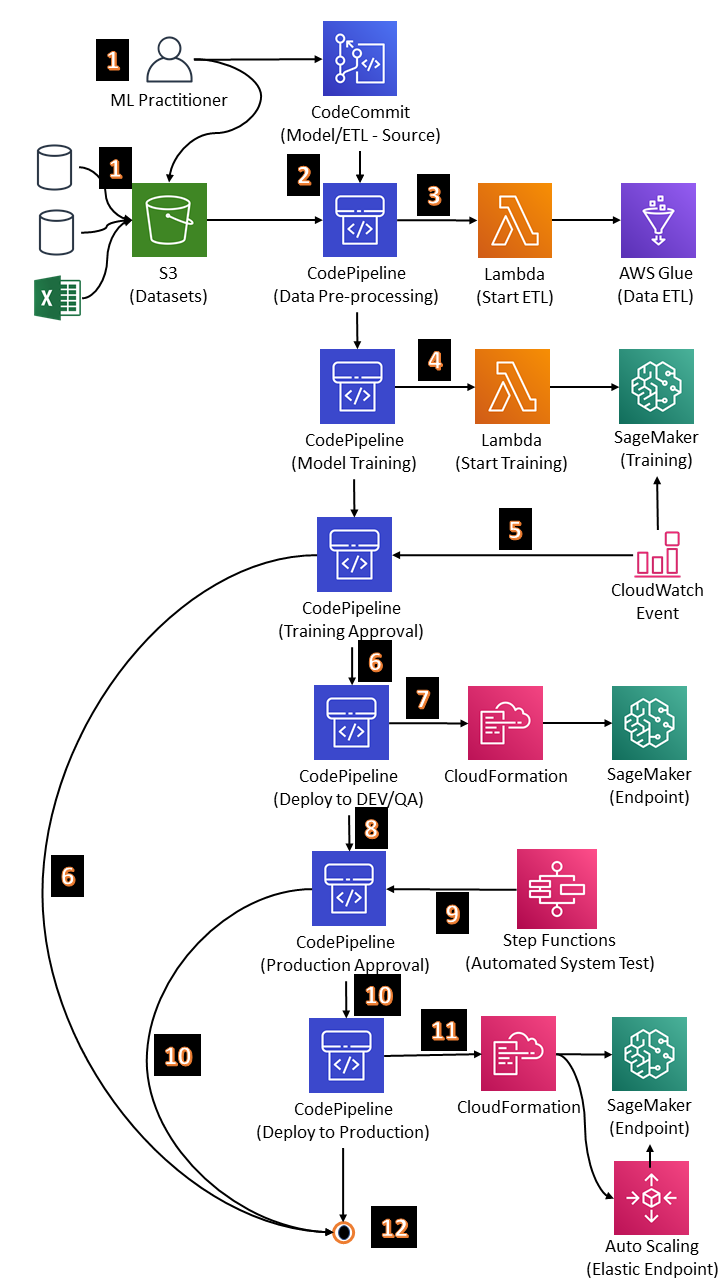 1
ML Practitioner
CodeCommit
(Model/ETL - Source)
1
2
3
S3
(Datasets)
CodePipeline
(Data Pre-processing)
Lambda
(Start ETL)
AWS Glue
(Data ETL)
X
4
CodePipeline
(Model Training)
Lambda
(Start Training)
SageMaker
(Training)
5
CodePipeline
(Training Approval)
CloudWatch
Event
6
7
CodePipeline
(Deploy to DEV/QA)
CloudFormation
SageMaker
(Endpoint)
8
6
9
CodePipeline
(Production Approval)
Step Functions
(Automated System Test)
10
11
10
CodePipeline
(Deploy to Production)
CloudFormation
SageMaker
(Endpoint)
12
Auto Scaling
(Elastic Endpoint)